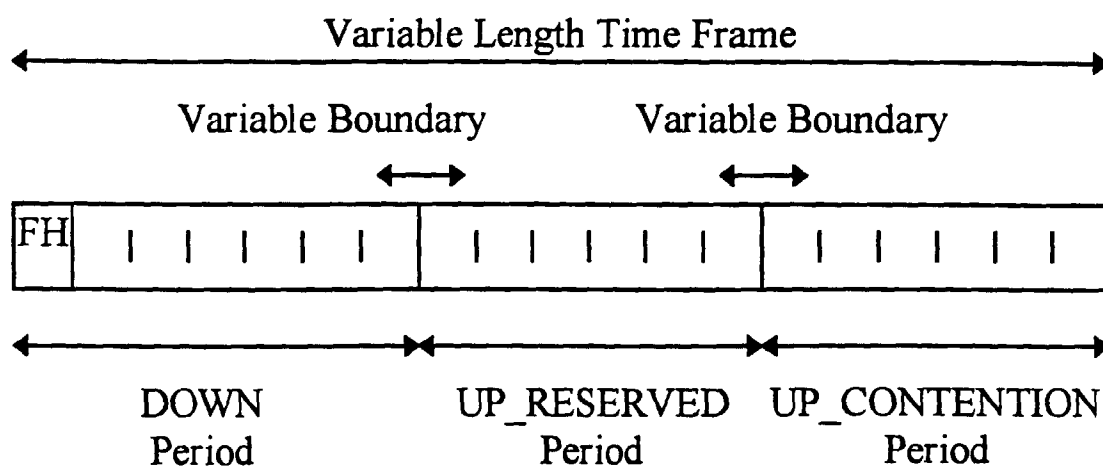 Variable Length Time Frame
Variable Boundary Variable Boundary
FH
DOWN Period
UP_RESERVED Period
UP_CONTENTION Period